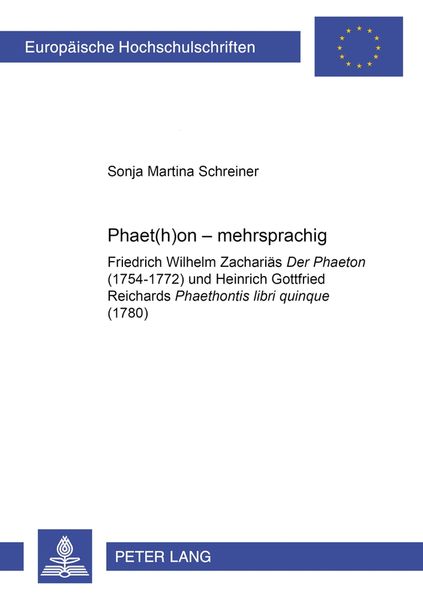 Europäische Hochschulschriften
Sonja Martina Schreiner
Phaet(h)on – mehrsprachig
Friedrich Wilhelm Zachariäs Der Phaeton
(1754-1772) und Heinrich Gottfried
Reichards Phaethontis libri quinque
(1780)
PETER LANG